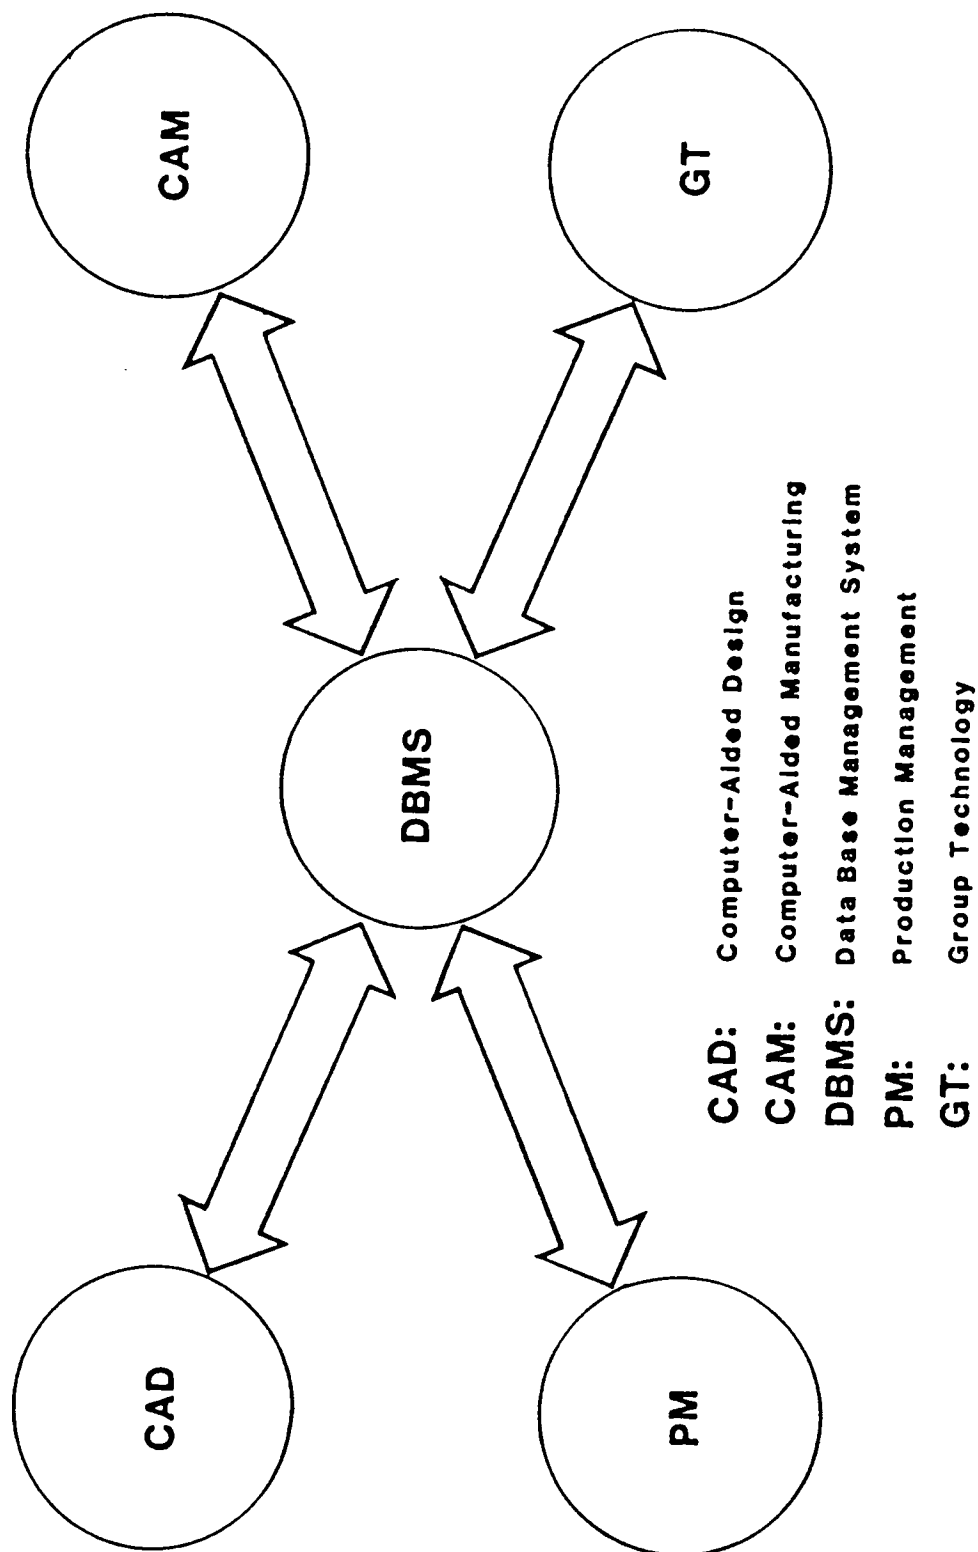 CAD
CAM
DBMS
PM
GT
CAD: Computer-Aided Design
CAM: Computer-Aided Manufacturing
DBMS: Data Base Management System
PM: Production Management
GT: Group Technology